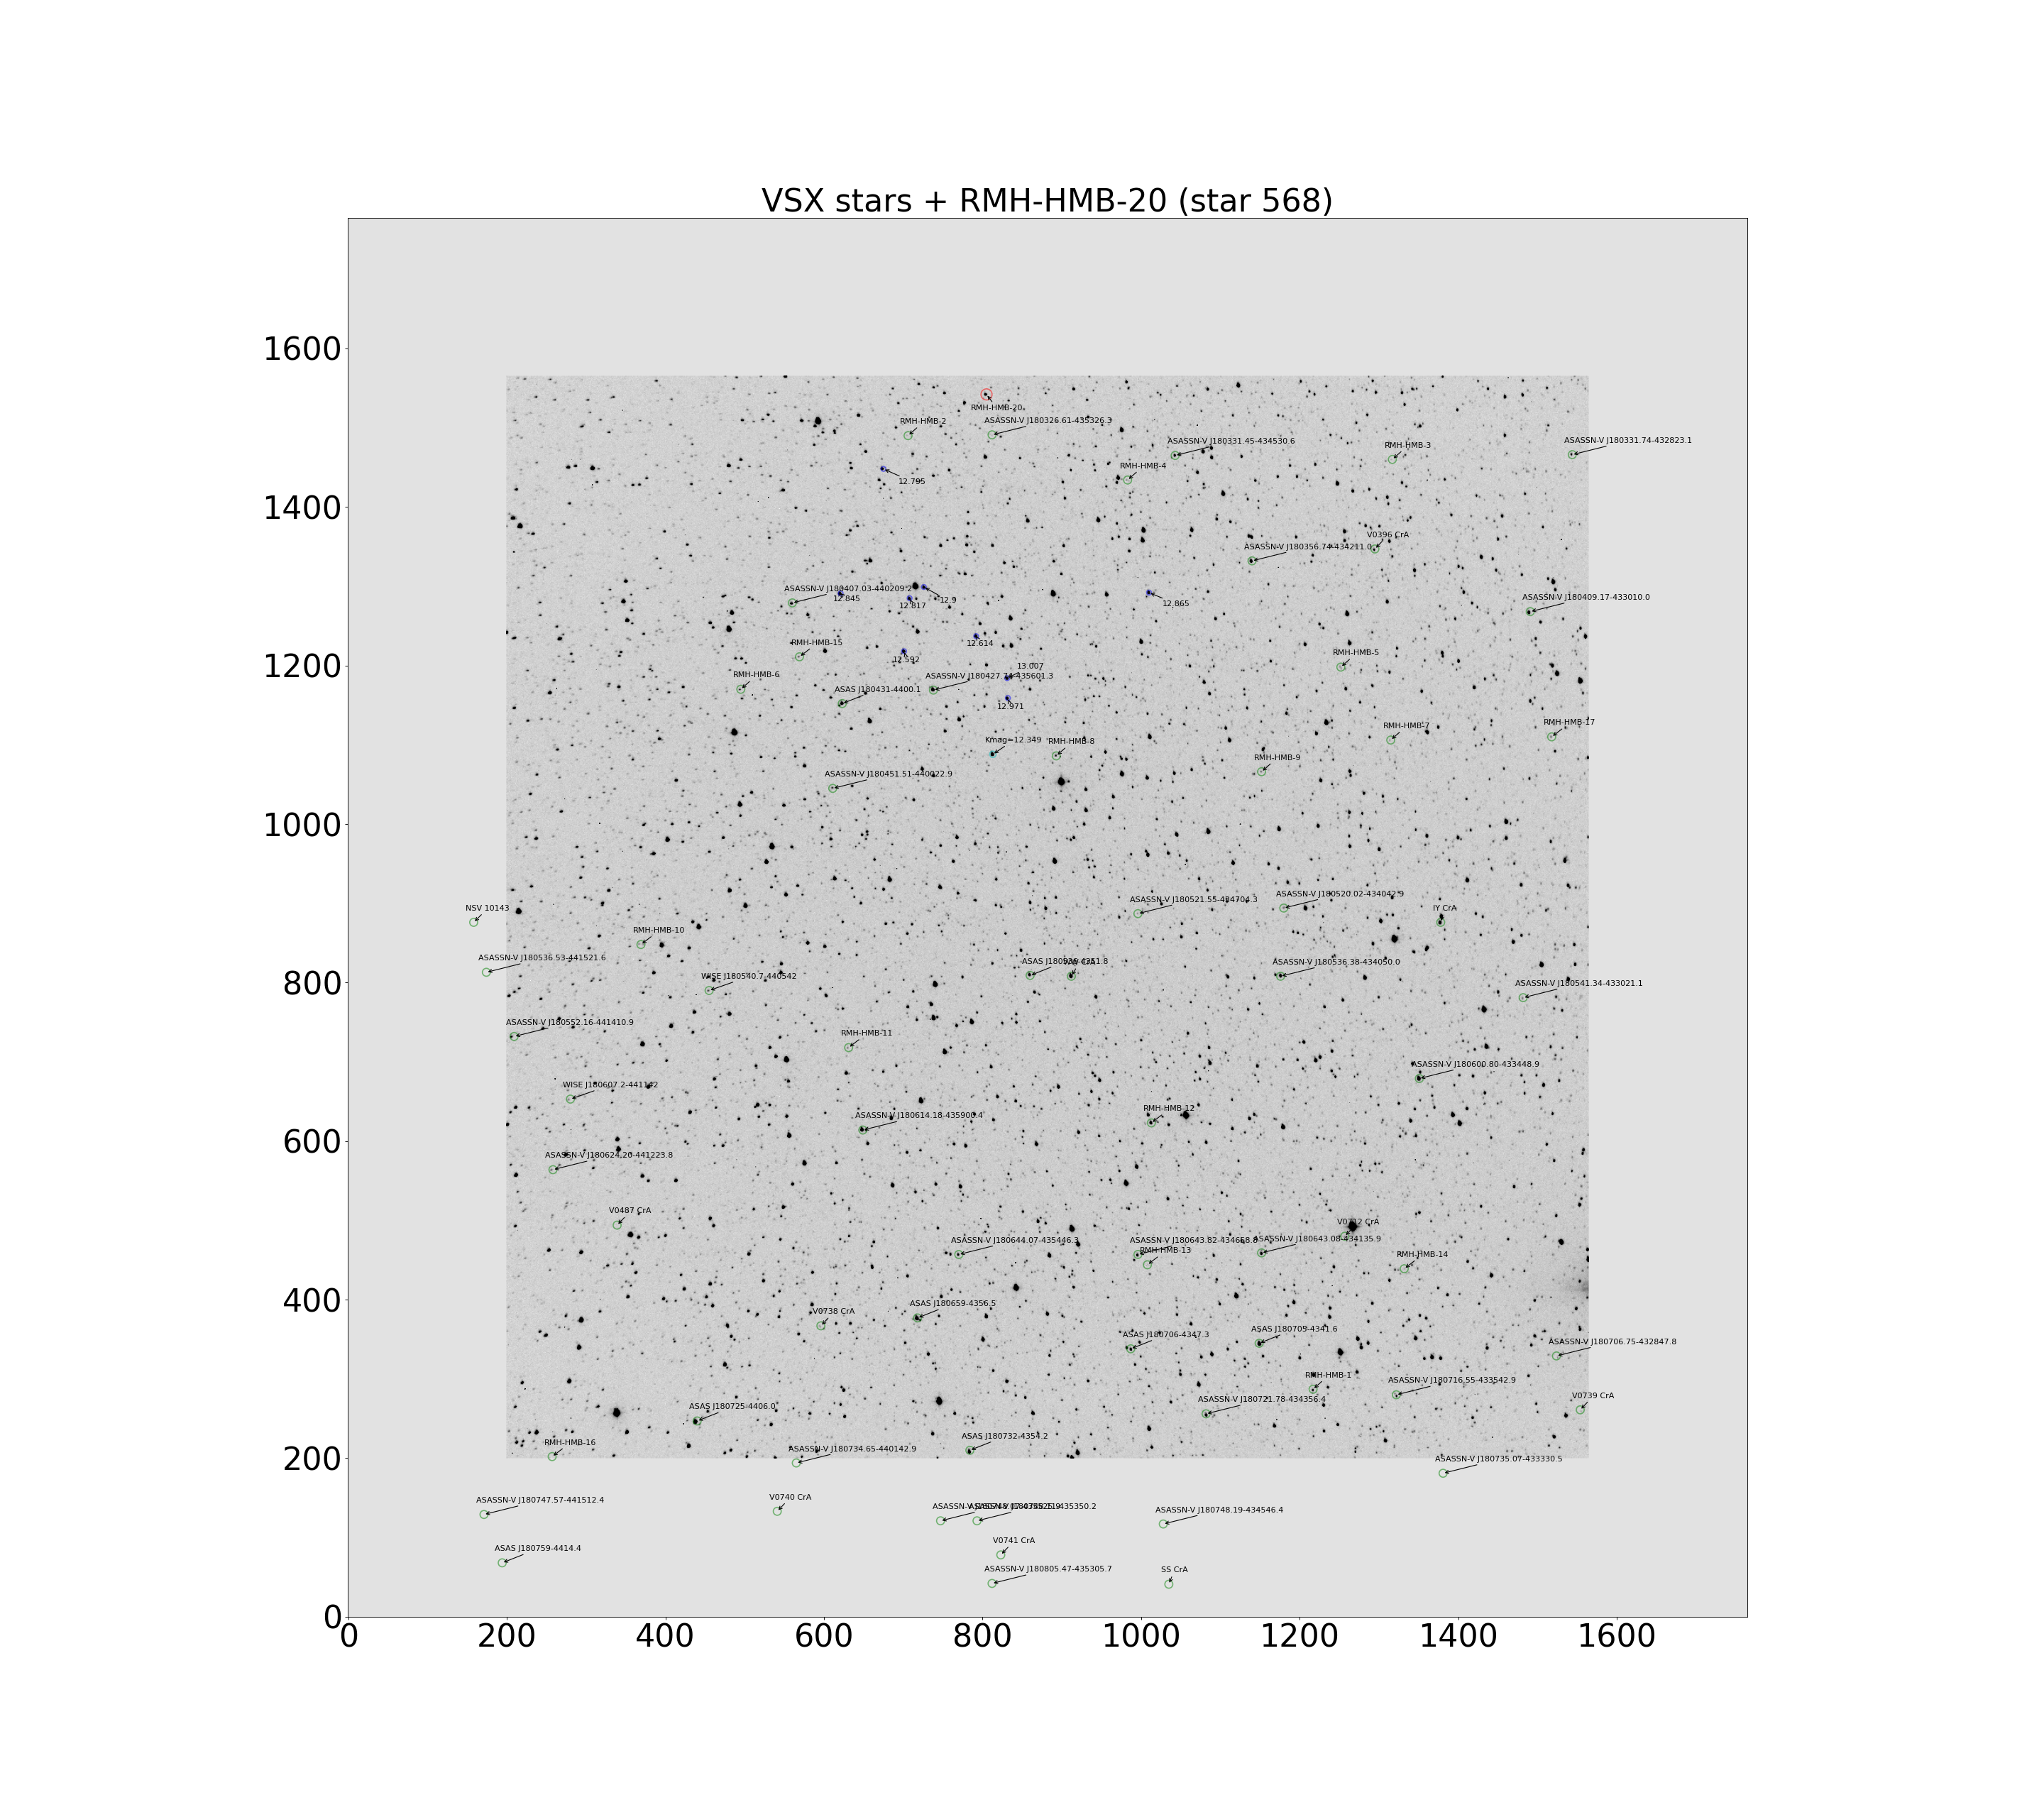 VSX stars + RMH-HMB-20 (star 568)
1600
RMH-HMB-20
RMH-HMB-2
ASASSN-V J180326.61-435326.3
ASASSN-V J180331.45-434530.6
ASASSN-V J180331.74-432823.1
RMH-HMB-3
RMH-HMB-4
12.795
1400
V0396 CrA
ASASSN-V J180356.74-434211.0
ASASSN-V J180407.03-440209.2
12.845
12.817
12.9
12.865
ASASSN-V J180409.17-433010.0
RMH-HMB-15
12.614
12.592
RMH-HMB-5
1200
13.007
RMH-HMB-6
ASASSN-V J180427.74-435601.3
ASAS J180431-4400.1
12.971
RMH-HMB-7
RMH-HMB-17
Kmag=12.349
RMH-HMB-8
RMH-HMB-9
ASASSN-V J180451.51-440022.9
1000
ASASSN-V J180520.02-434042.9
ASASSN-V J180521.55-434704.3
NSV 10143
IY CrA
RMH-HMB-10
ASASSN-V J180536.53-441521.6
ASASSN-V J180536.38-434050.0
WISE J180540.7-440542
800
ASASSN-V J180541.34-433021.1
ASASSN-V J180552.16-441410.9
RMH-HMB-11
ASASSN-V J180600.80-433448.9
WISE J180607.2-441142
RMH-HMB-12
ASASSN-V J180614.18-435900.4
600
ASASSN-V J180624.20-441223.8
V0487 CrA
ASASSN-V J180644.07-435446.3
ASASSN-V J180643.08-434135.9
RMH-HMB-13
RMH-HMB-14
400
ASAS J180659-4356.5
V0738 CrA
ASAS J180706-4347.3
ASAS J180709-4341.6
ASASSN-V J180706.75-432847.8
RMH-HMB-1
ASASSN-V J180716.55-433542.9
V0739 CrA
ASASSN-V J180721.78-434356.4
ASAS J180725-4406.0
ASAS J180732-4354.2
RMH-HMB-16
ASASSN-V J180734.65-440142.9
200
ASASSN-V J180735.07-433330.5
ASASSN-V J180747.57-441512.4
V0740 CrA
ASASSN-V J180748.19-434546.4
V0741 CrA
ASAS J180759-4414.4
ASASSN-V J180805.47-435305.7
SS CrA
0
0 200 400 600 800 1000 1200 1400 1600